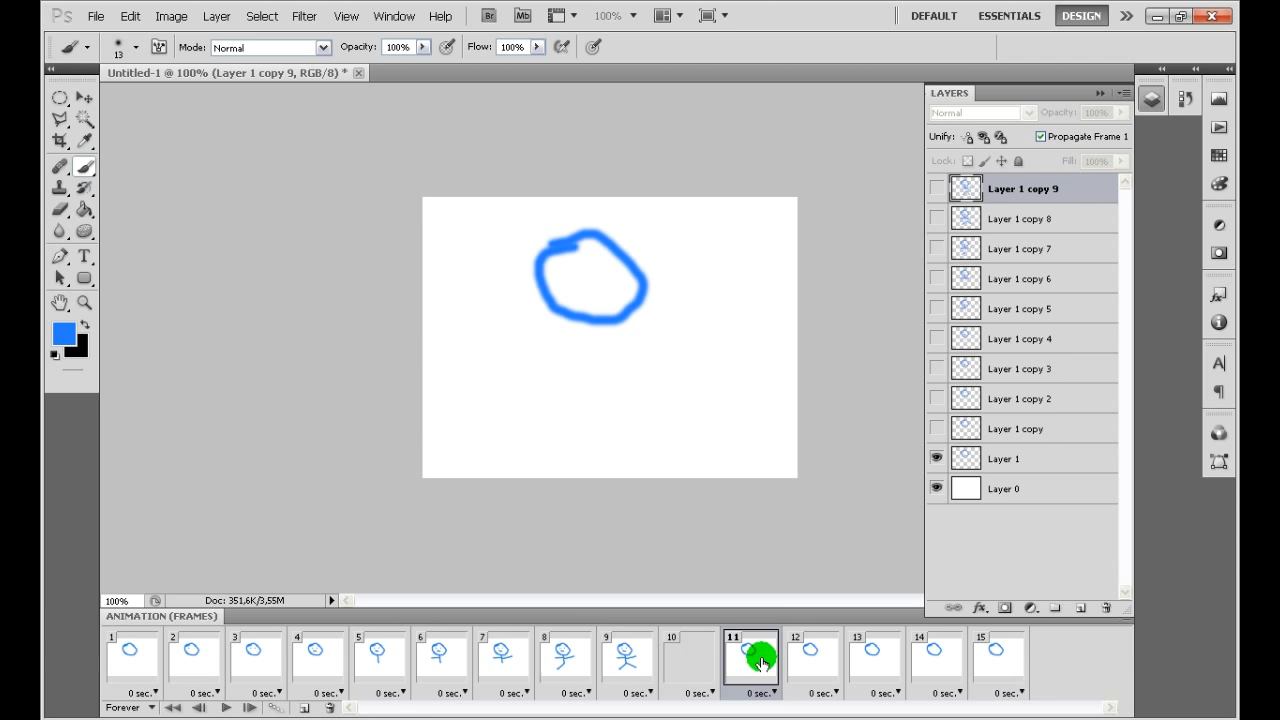 Ps File Edit Image Layer Select Filter View Window Help Br Mb 100% DEFAULT ESSENTIALS DESIGN
13 Mode: Normal Opacity: 100% Flow: 100%
Untitled-1 @ 100% (Layer 1 copy 9, RGB/8) *
LAYERS
Normal Opacity: 100%
Unify: Propagate Frame 1
Lock: Fill: 100%
Layer 1 copy 9
Layer 1 copy 8
Layer 1 copy 7
Layer 1 copy 6
Layer 1 copy 5
Layer 1 copy 4
Layer 1 copy 3
Layer 1 copy 2
Layer 1 copy
Layer 1
Layer 0
100% Doc: 351,6K/3,55M
ANIMATION (FRAMES)
1 2 3 4 5 6 7 8 9 10 11 12 13 14 15
0 sec. 0 sec. 0 sec. 0 sec. 0 sec. 0 sec. 0 sec. 0 sec. 0 sec. 0 sec. 0 sec. 0 sec. 0 sec. 0 sec. 0 sec.
Forever